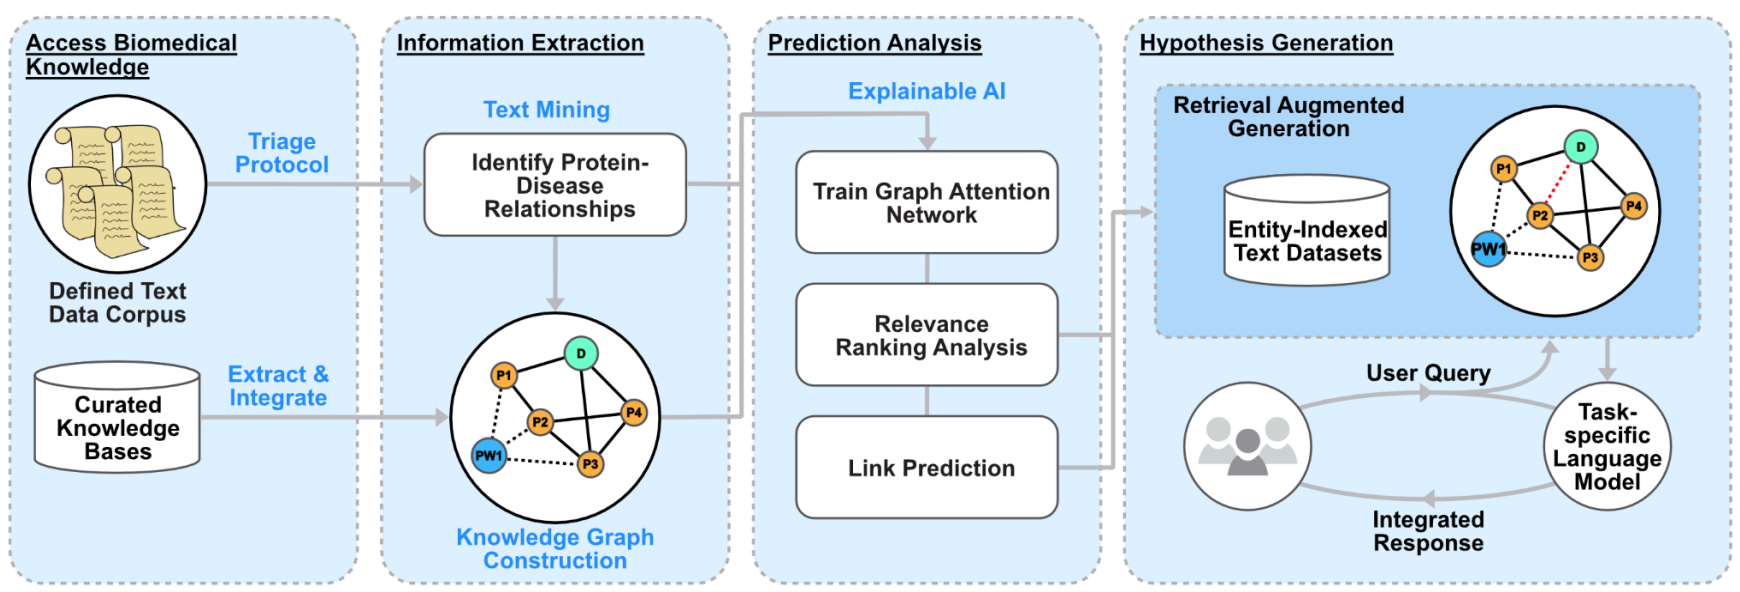 Access Biomedical
Knowledge
Triage
Protocol
Defined Text
Data Corpus
Extract &
Integrate
Curated
Knowledge
Bases
Information Extraction
Text Mining
Identify Protein-
Disease
Relationships
D
P1
P2
P4
PW1
P3
Knowledge Graph
Construction
Prediction Analysis
Explainable AI
Train Graph Attention
Network
Relevance
Ranking Analysis
Link Prediction
Hypothesis Generation
Retrieval Augmented
Generation
Entity-Indexed
Text Datasets
D
P1
P2
P4
PW1
P3
User Query
Task-
specific
Language
Model
Integrated
Response